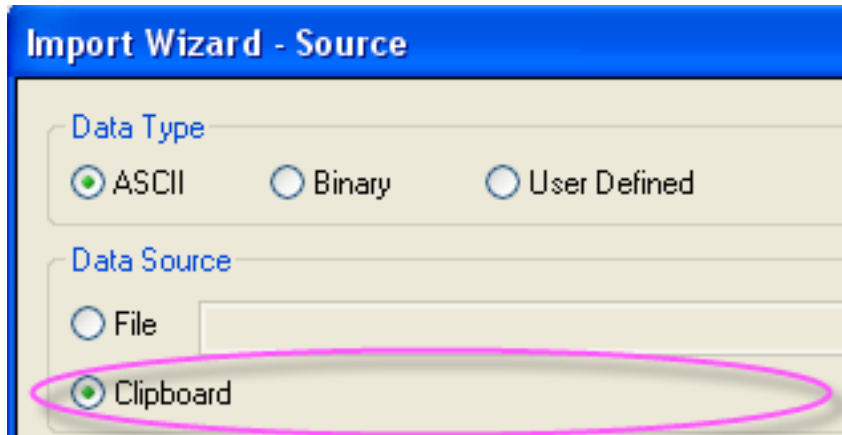 Import Wizard - Source
Data Type
ASCII Binary User Defined
Data Source
File
Clipboard